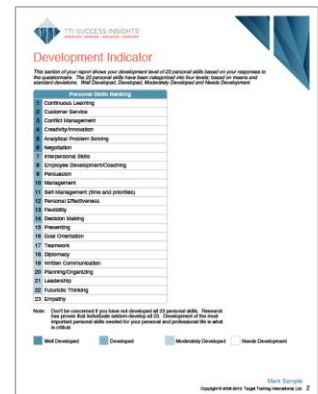 TTI SUCCESS INSIGHTS
Development Indicator
This section of your report shows your development level of 23 personal skills based on your responses to
the questionnaire. The 23 personal skills have been categorized into four levels; based on means and
standard deviations. Well Developed, Developed, Moderately Developed and Needs Development.
Personal Skills Ranking
1 Continuous Learning
2 Customer Service
3 Conflict Management
4 Creativity/Innovation
5 Analytical Problem Solving
6 Negotiation
7 Interpersonal Skills
8 Employee Development/Coaching
9 Persuasion
10 Management
11 Self-Management (time and priorities)
12 Personal Effectiveness
13 Flexibility
14 Decision Making
15 Presenting
16 Goal Orientation
17 Teamwork
18 Diplomacy
19 Written Communication
20 Planning/Organizing
21 Leadership
22 Futuristic Thinking
23 Empathy
Note: Don't be concerned if you have not developed all 23 personal skills. Research
has proven that individuals seldom develop all 23. Development of the most
important personal skills needed for your personal and professional life is what
is critical.
Well Developed Developed Moderately Developed Needs Development
Mark Sample
Target Training International, Ltd. 2